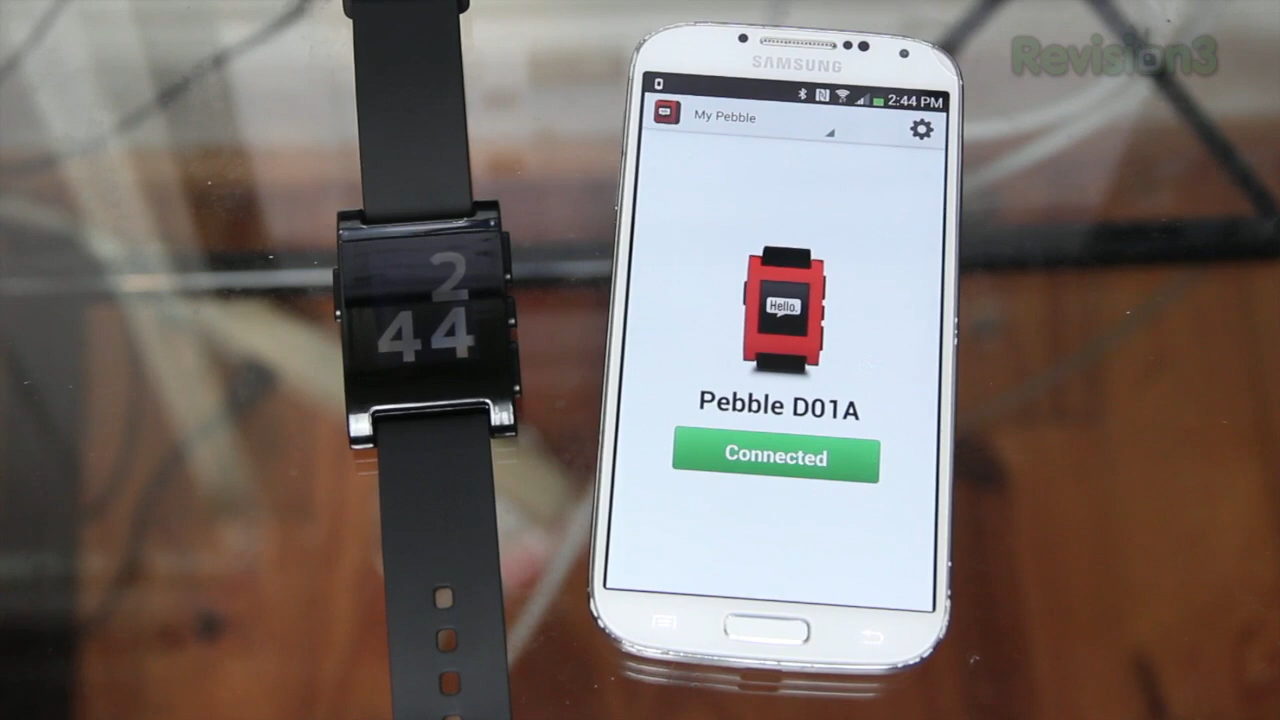 Revision3
SAMSUNG
2:44 PM
My Pebble
2
44
Hello.
Pebble D01A
Connected